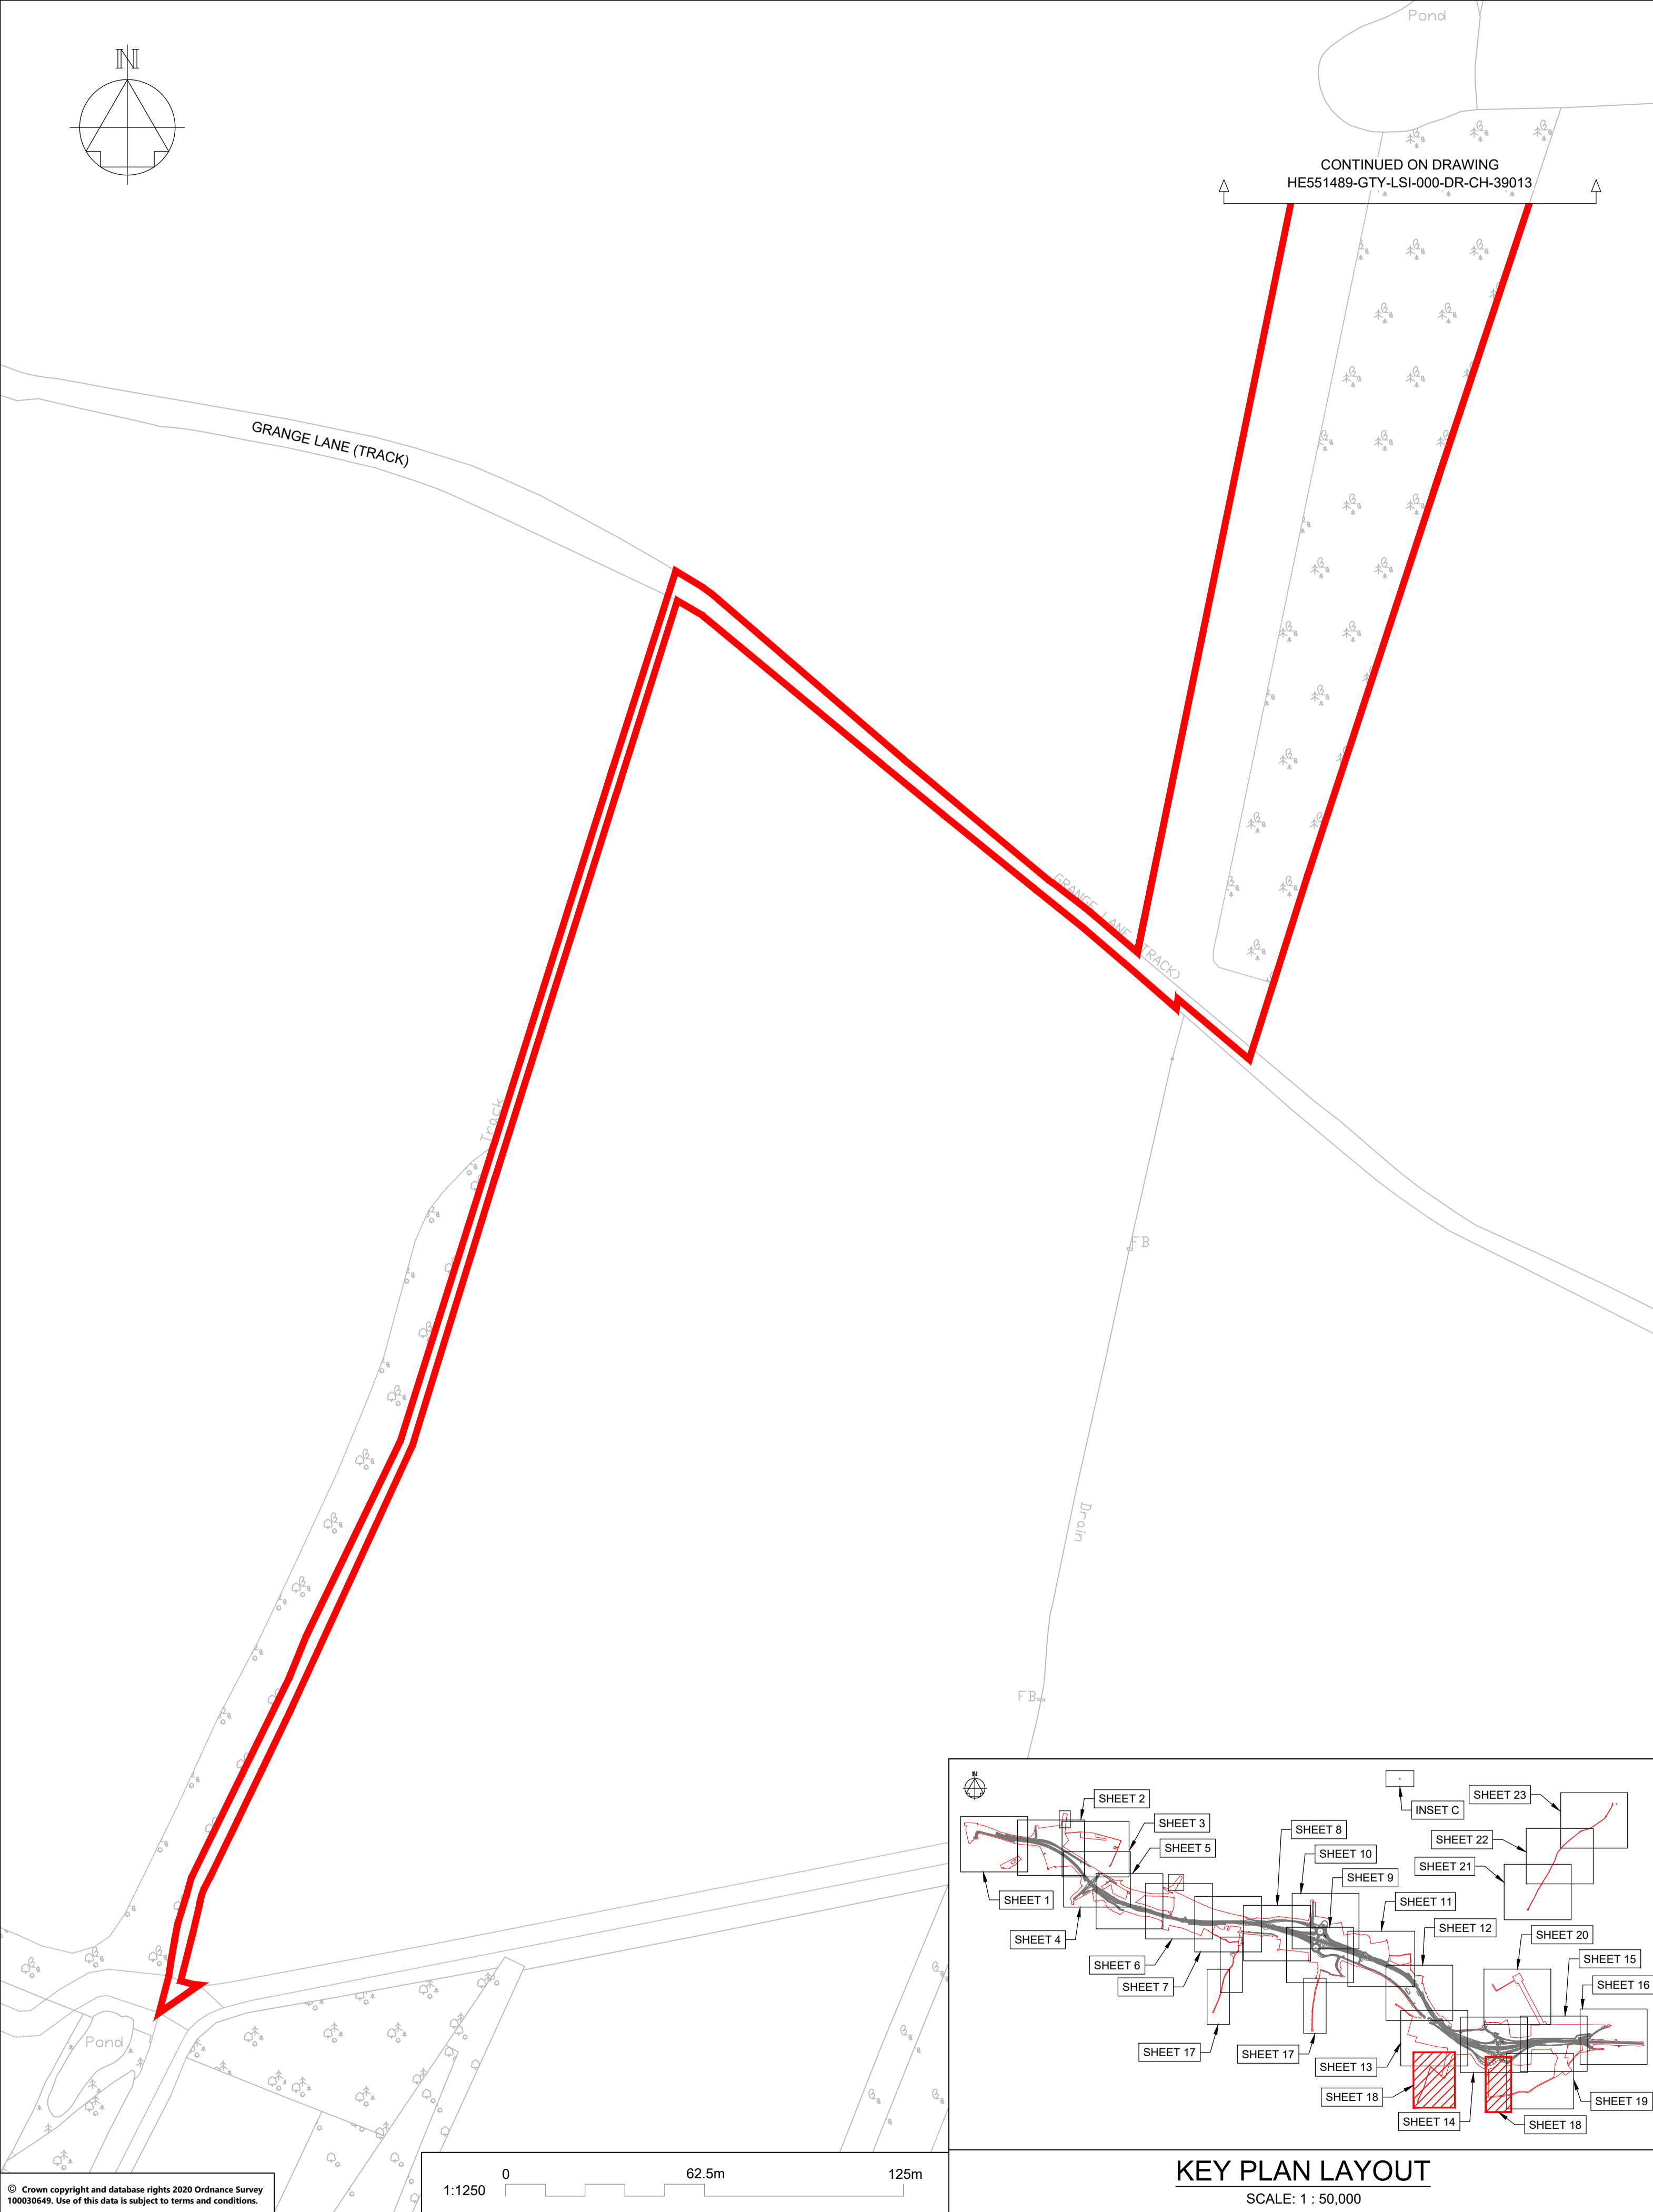 N
Pond
CONTINUED ON DRAWING
HE551489-GTY-LSI-000-DR-CH-39013
GRANGE LANE (TRACK)
GRANGE LANE (TRACK)
Track
FB
Drain
FB
Pond
N
SHEET 2
SHEET 3
SHEET 5
SHEET 1
SHEET 4
SHEET 6
SHEET 7
SHEET 8
SHEET 10
SHEET 9
SHEET 11
SHEET 12
INSET C
SHEET 23
SHEET 22
SHEET 21
SHEET 20
SHEET 15
SHEET 16
SHEET 17
SHEET 17
SHEET 13
SHEET 18
SHEET 14
SHEET 18
SHEET 19
KEY PLAN LAYOUT
SCALE: 1 : 50,000
1:1250
0
62.5m
125m
© Crown copyright and database rights 2020 Ordnance Survey
100030649. Use of this data is subject to terms and conditions.